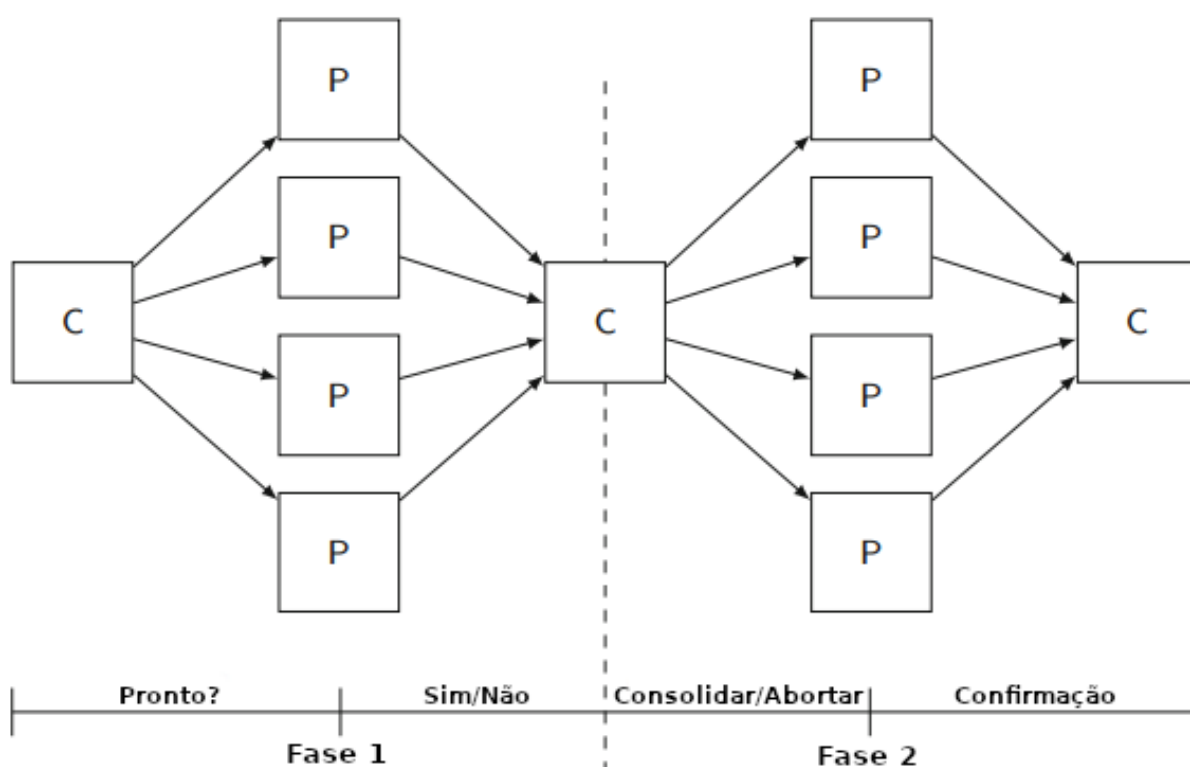 P
P
P
P
C
C
C
P
P
P
P
Pronto?
Sim/Não
Consolidar/Abortar
Confirmação
Fase 1
Fase 2